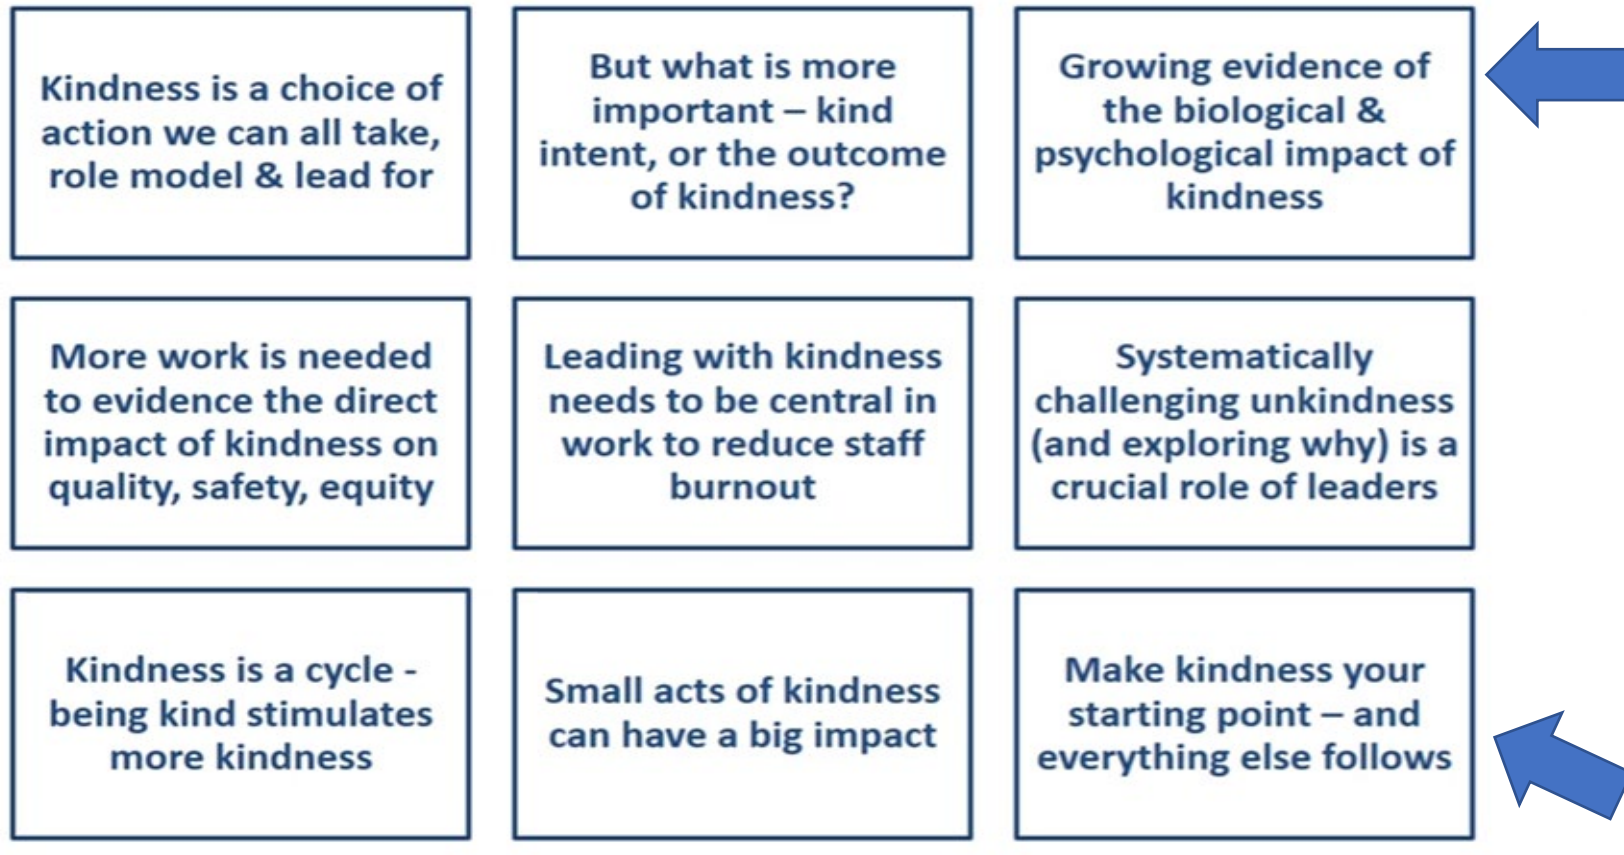 Kindness is a choice of
action we can all take,
role model & lead for
But what is more
important – kind
intent, or the outcome
of kindness?
Growing evidence of
the biological &
psychological impact of
kindness
More work is needed
to evidence the direct
impact of kindness on
quality, safety, equity
Leading with kindness
needs to be central in
work to reduce staff
burnout
Systematically
challenging unkindness
(and exploring why) is a
crucial role of leaders
Kindness is a cycle -
being kind stimulates
more kindness
Small acts of kindness
can have a big impact
Make kindness your
starting point – and
everything else follows